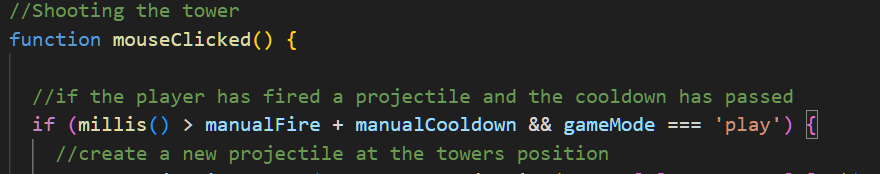 //Shooting the tower
function mouseClicked() {
//if the player has fired a projectile and the cooldown has passed
if (millis() > manualFire + manualCooldown && gameMode === 'play') {
//create a new projectile at the towers position